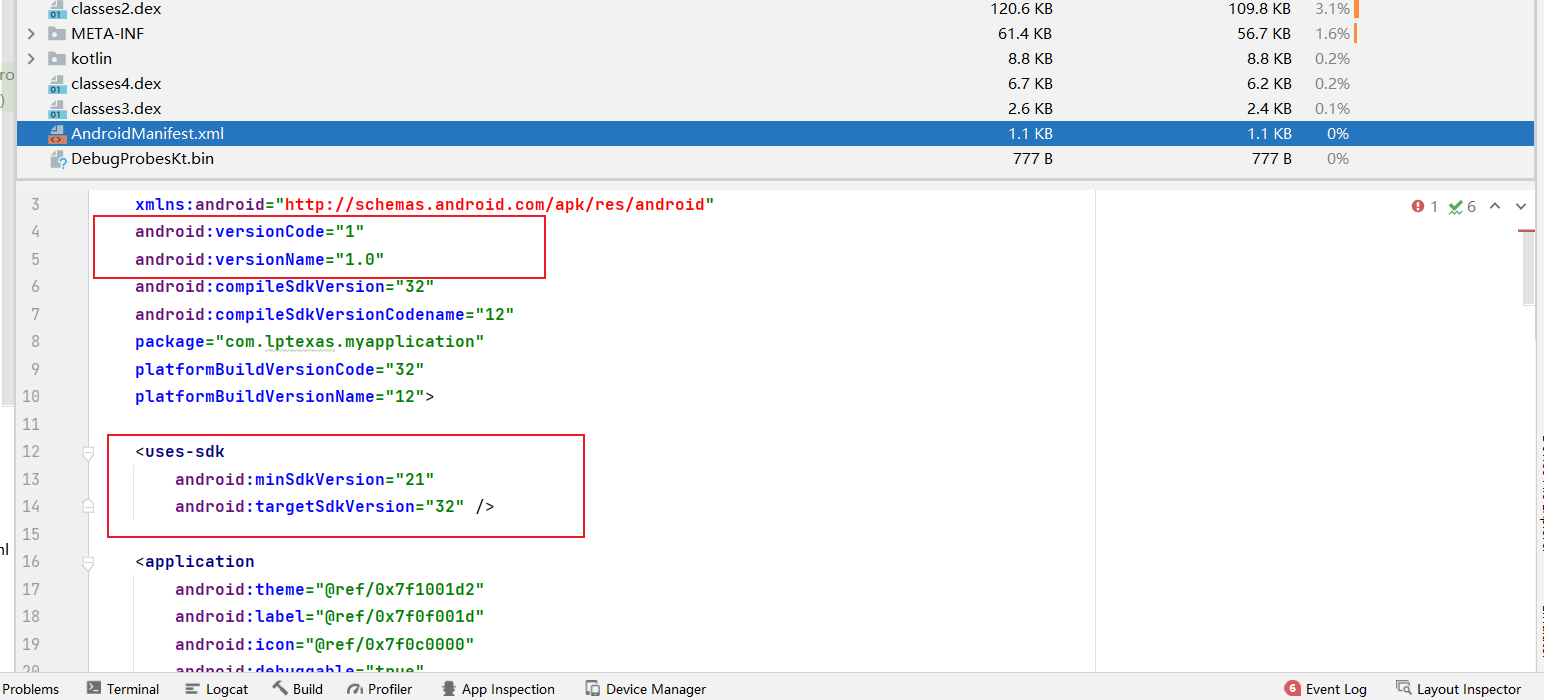 classes2.dex 120.6 KB 109.8 KB 3.1%
META-INF 61.4 KB 56.7 KB 1.6%
kotlin 8.8 KB 8.8 KB 0.2%
classes4.dex 6.7 KB 6.2 KB 0.2%
classes3.dex 2.6 KB 2.4 KB 0.1%
AndroidManifest.xml 1.1 KB 1.1 KB 0%
DebugProbesKt.bin 777 B 777 B 0%
3 xmlns:android="http://schemas.android.com/apk/res/android"
1 6
4 android:versionCode="1"
5 android:versionName="1.0"
6 android:compileSdkVersion="32"
7 android:compileSdkVersionCodename="12"
8 package="com.lptexas.myapplication"
9 platformBuildVersionCode="32"
10 platformBuildVersionName="12">
11
12 <uses-sdk
13 android:minSdkVersion="21"
14 android:targetSdkVersion="32" />
15
16 <application
17 android:theme="@ref/0x7f1001d2"
18 android:label="@ref/0x7f0f001d"
19 android:icon="@ref/0x7f0c0000"
20 android:debuggable="true"
Problems Terminal Logcat Build Profiler App Inspection Device Manager 6 Event Log Layout Inspector